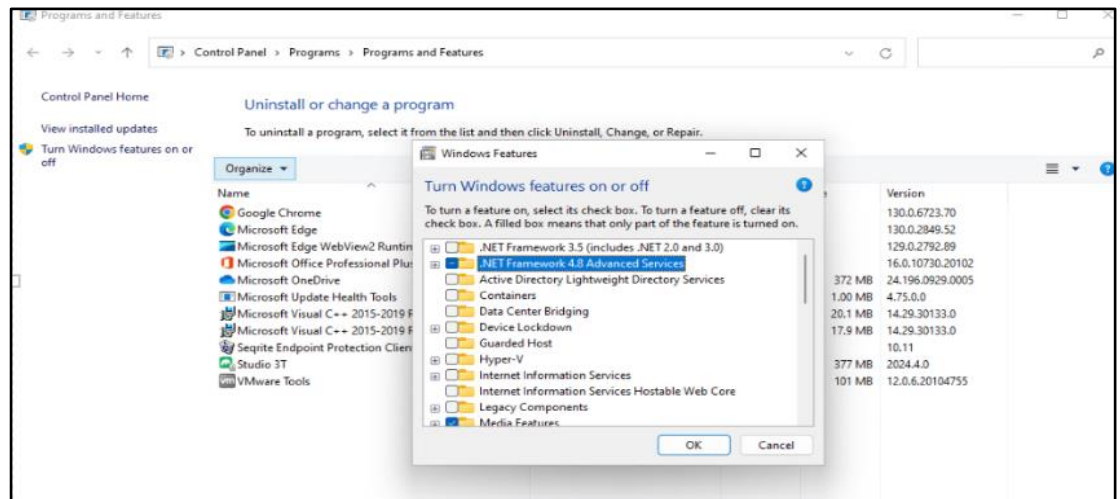 Programs and Features
Control Panel > Programs > Programs and Features
Control Panel Home
View installed updates
Turn Windows features on or
off
Uninstall or change a program
To uninstall a program, select it from the list and then click Uninstall, Change, or Repair.
Organize
Name
Version
Google Chrome
130.0.6723.70
Microsoft Edge
130.0.2849.52
Microsoft Edge WebView2 Runtin
129.0.2792.89
Microsoft Office Professional Plus
16.0.10730.20102
Microsoft OneDrive
372 MB 24.196.0929.0005
Microsoft Update Health Tools
1.00 MB 4.75.0.0
Microsoft Visual C++ 2015-2019 R
20.1 MB 14.29.30133.0
Microsoft Visual C++ 2015-2019 R
17.9 MB 14.29.30133.0
Seqrite Endpoint Protection Clien
10.11
Studio 3T
377 MB 2024.4.0
VMware Tools
101 MB 12.0.6.20104755
Windows Features
Turn Windows features on or off
To turn a feature on, select its check box. To turn a feature off, clear its
check box. A filled box means that only part of the feature is turned on.
.NET Framework 3.5 (includes .NET 2.0 and 3.0)
.NET Framework 4.8 Advanced Services
Active Directory Lightweight Directory Services
Containers
Data Center Bridging
Device Lockdown
Guarded Host
Hyper-V
Internet Information Services
Internet Information Services Hostable Web Core
Legacy Components
Media Features
OK
Cancel